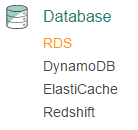 Database
RDS
DynamoDB
ElastiCache
Redshift